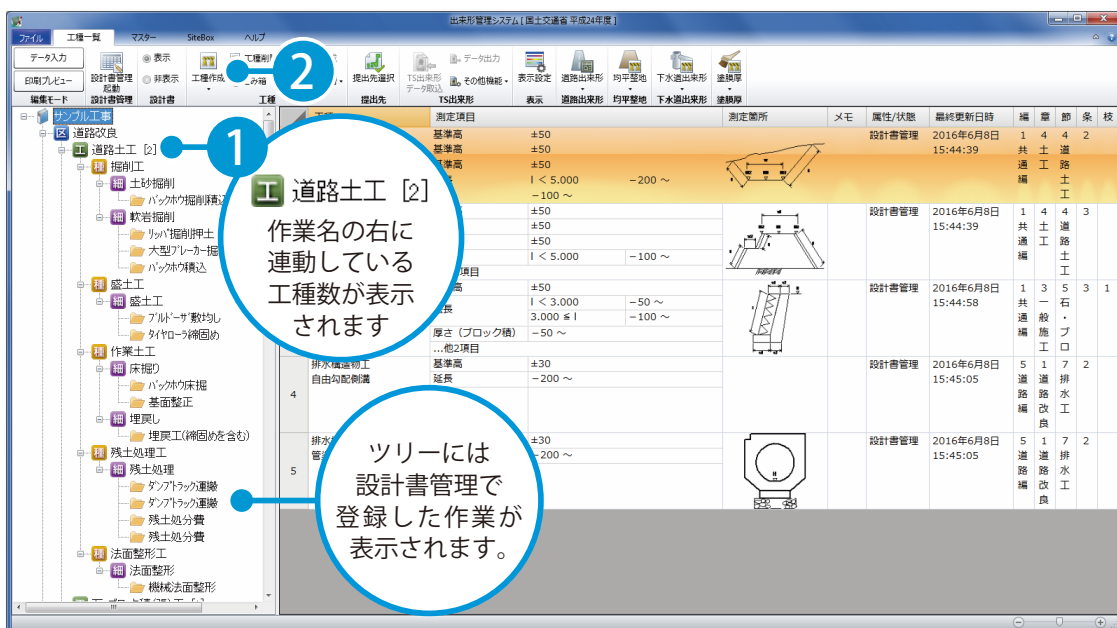 出来形管理システム [ 国土交通省 平成24年度 ]
ファイル 工種一覧 マスター SiteBox ヘルプ
データ入力
印刷プレビュー
編集モード
設計書管理
起動
設計書管理
表示
非表示
設計書
工種作成
工種
提出先選択
提出先
TS出来形
データ取込
データ出力
その他機能
TS出来形
表示設定
表示
道路出来形
道路出来形
均平整地
均平整地
下水道出来形
下水道出来形
塗膜厚
塗膜厚
サンプル工事
区 道路改良
工 道路土工 [2]
種 掘削工
細 土砂掘削
バックホウ掘削積込
細 軟岩掘削
リッパ掘削押土
大型ブレーカー掘
バックホウ積込
種 盛土工
細 盛土工
ブルドーザ敷均し
タイヤローラ締固め
種 作業土工
細 床掘り
バックホウ床掘
基面整正
細 埋戻し
埋戻工(締固めを含む)
種 残土処理工
細 残土処理
ダンプトラック運搬
ダンプトラック運搬
残土処分費
残土処分費
種 法面整形工
細 法面整形
機械法面整形
1
工 道路土工 [2]
作業名の右に
連動している
工種数が表示
されます
2
ツリーには
設計書管理で
登録した作業が
表示されます。
測定項目 測定箇所 メモ 属性/状態 最終更新日時 編 章 節 条 枝
基準高 ±50
基準高 ±50
±50
l < 5.000 −200 ～
−100 ～
設計書管理 2016年6月8日
15:44:39
1共通編 4土工 4道路土工 2
±50
±50
±50
l < 5.000 −100 ～
設計書管理 2016年6月8日
15:44:39
1共通編 4土工 4道路土工 3
±50
l < 3.000 −50 ～
3.000 ≦ l −100 ～
厚さ（ブロック積） −50 ～
...他2項目
設計書管理 2016年6月8日
15:44:58
1共通編 3一般施工 5石・ブロ 3 1
4
排水構造物工
自由勾配側溝
基準高 ±30
延長 −200 ～
設計書管理 2016年6月8日
15:45:05
5道路編 1道路改良 7排水工 2
5
±30
−200 ～
設計書管理 2016年6月8日
15:45:05
5道路編 1道路改良 7排水工 2